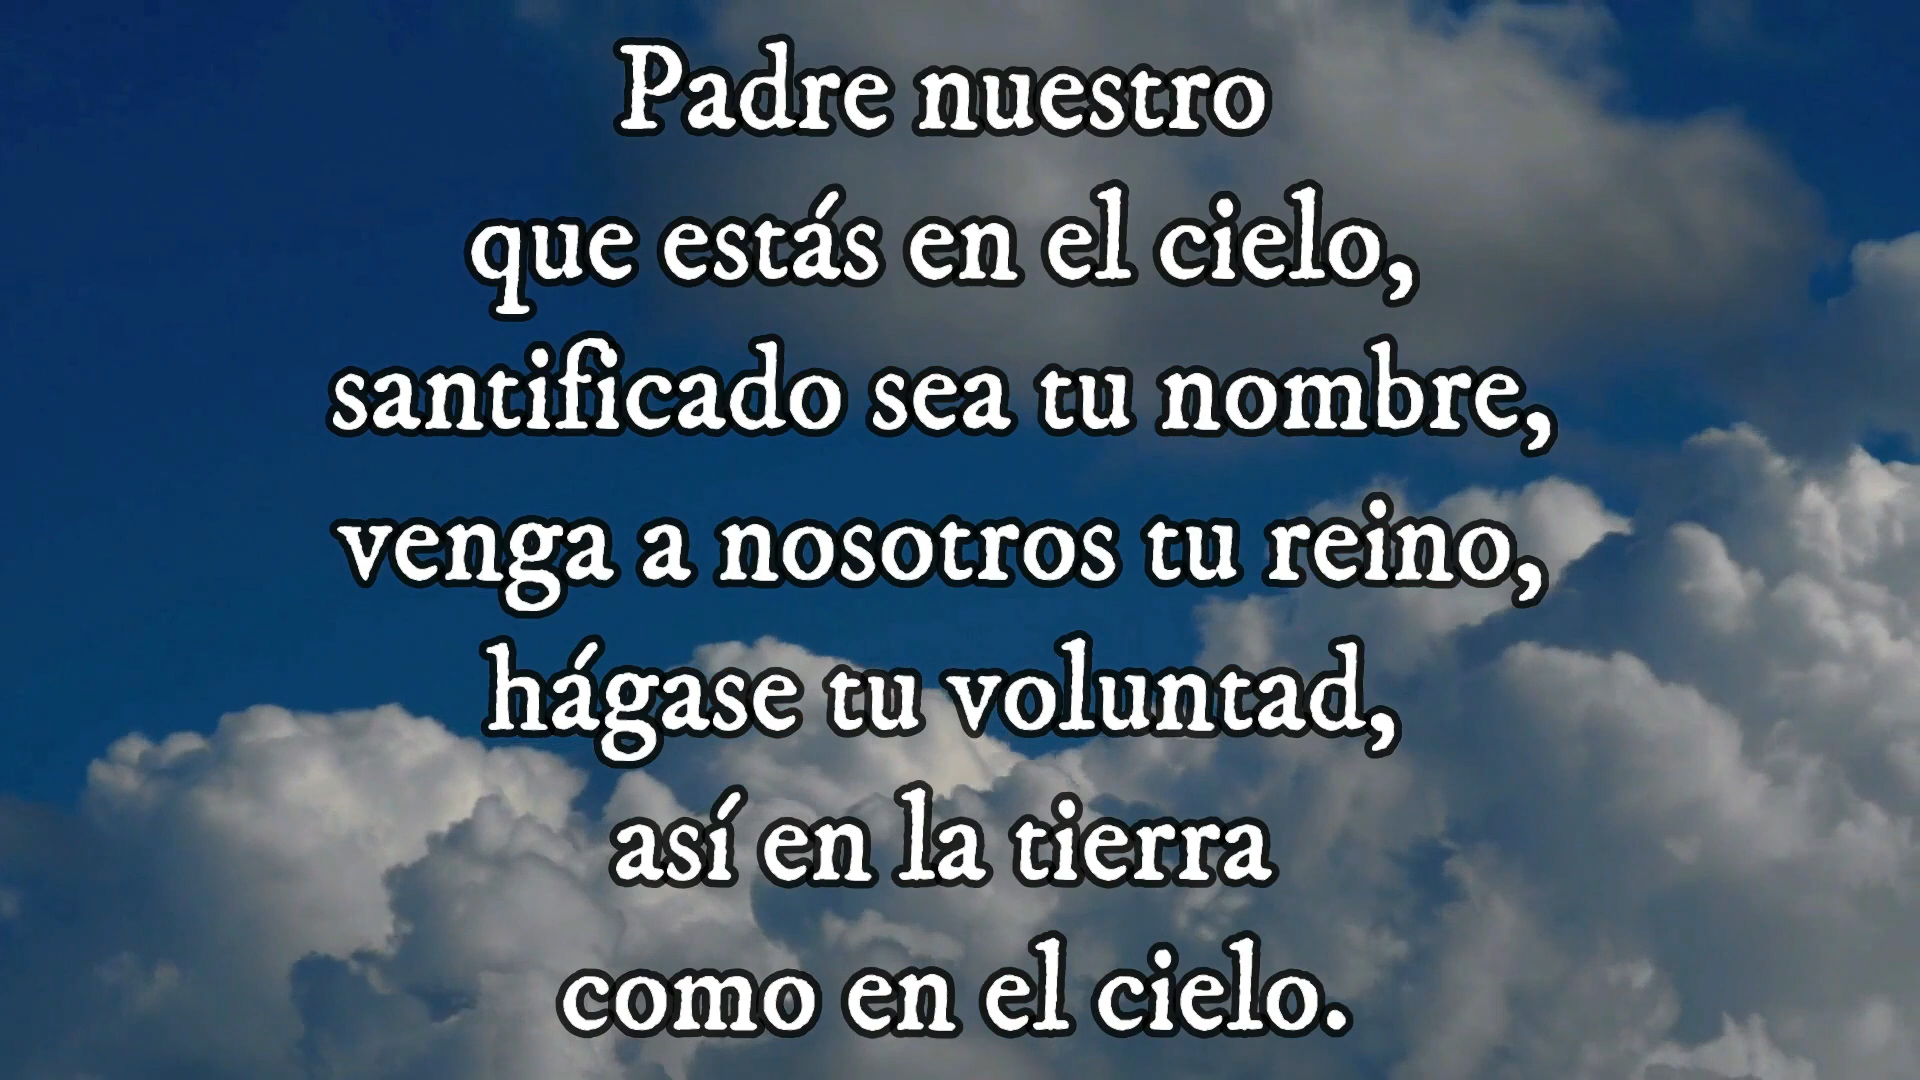 Padre nuestro
que estás en el cielo,
santificado sea tu nombre,
venga a nosotros tu reino,
hágase tu voluntad,
así en la tierra
como en el cielo.